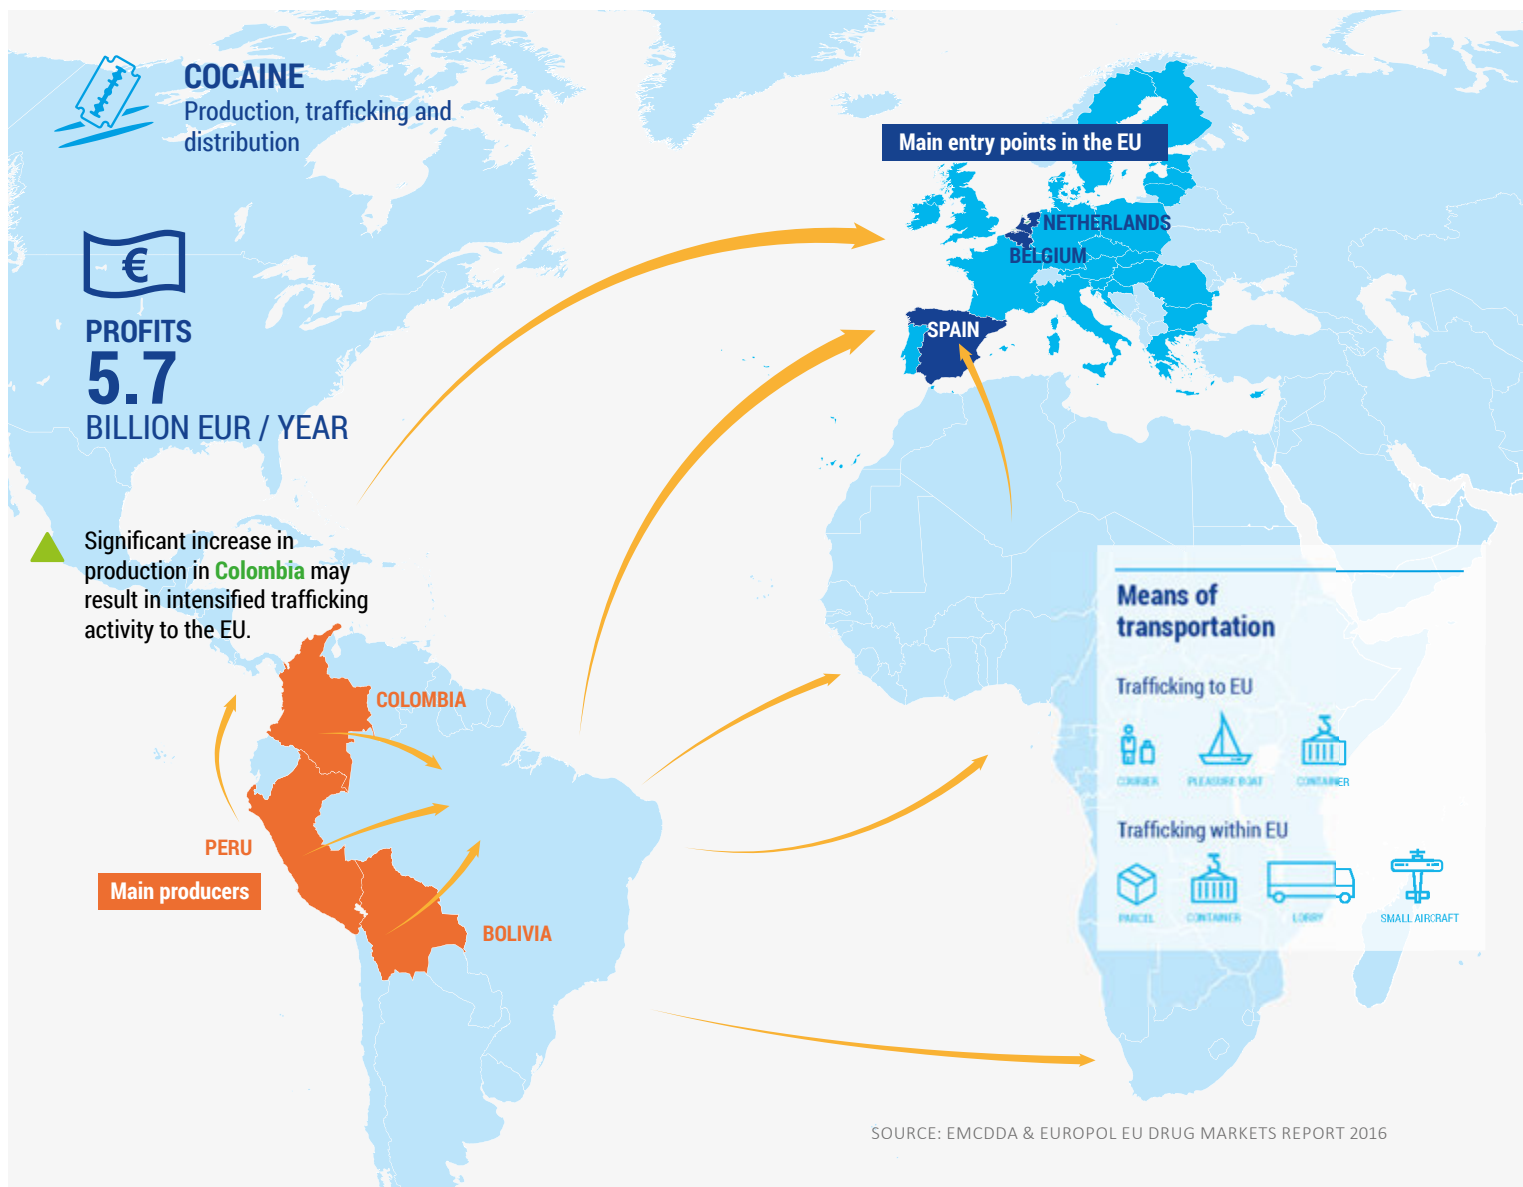 COCAINE
Production, trafficking and
distribution
Main entry points in the EU
NETHERLANDS
BELGIUM
SPAIN
€
PROFITS
5.7
BILLION EUR / YEAR
Significant increase in
production in Colombia may
result in intensified trafficking
activity to the EU.
COLOMBIA
PERU
Main producers
BOLIVIA
Means of
transportation
Trafficking to EU
COURIER
PLEASURE BOAT
CONTAINER
Trafficking within EU
PARCEL
CONTAINER
LORRY
SMALL AIRCRAFT
SOURCE: EMCDDA & EUROPOL EU DRUG MARKETS REPORT 2016